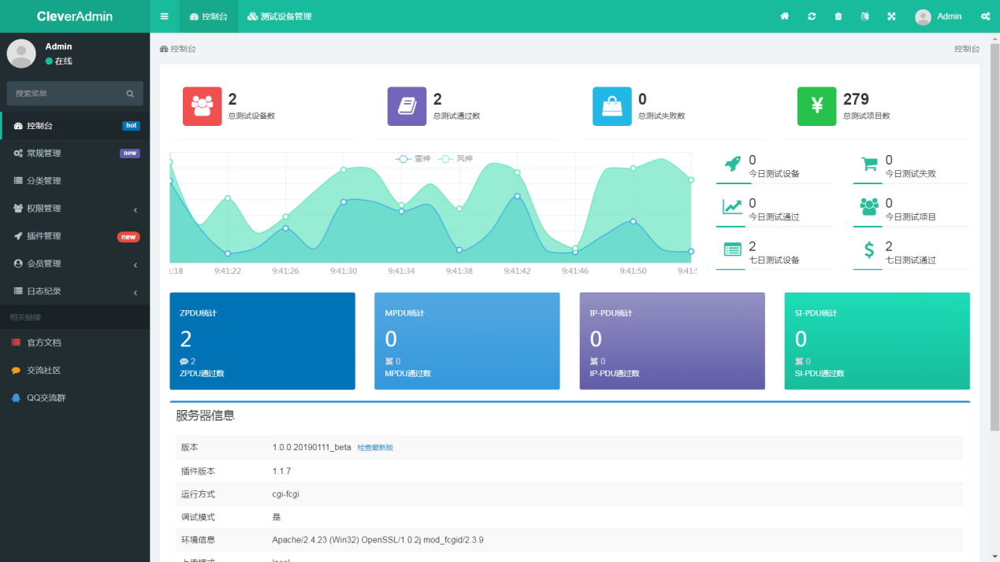 CleverAdmin
控制台
测试设备管理
Admin
Admin
在线
搜索菜单
控制台 hot
常规管理 new
分类管理
权限管理
插件管理 new
会员管理
日志纪录
相关链接
官方文档
交流社区
QQ交流群
控制台
控制台
2
总测试设备数
2
总测试通过数
0
总测试失败数
279
总测试项目数
雷神 风神
:18 9:41:22 9:41:26 9:41:30 9:41:34 9:41:38 9:41:42 9:41:46 9:41:50 9:41:5
0
今日测试设备
0
今日测试失败
0
今日测试通过
0
今日测试项目
2
七日测试设备
2
七日测试通过
ZPDU统计
2
2
ZPDU通过数
MPDU统计
0
0
MPDU通过数
IP-PDU统计
0
0
IP-PDU通过数
SI-PDU统计
0
0
SI-PDU通过数
服务器信息
版本 1.0.0.20190111_beta 检查最新版
插件版本 1.1.7
运行方式 cgi-fcgi
调试模式 是
环境信息 Apache/2.4.23 (Win32) OpenSSL/1.0.2j mod_fcgid/2.3.9